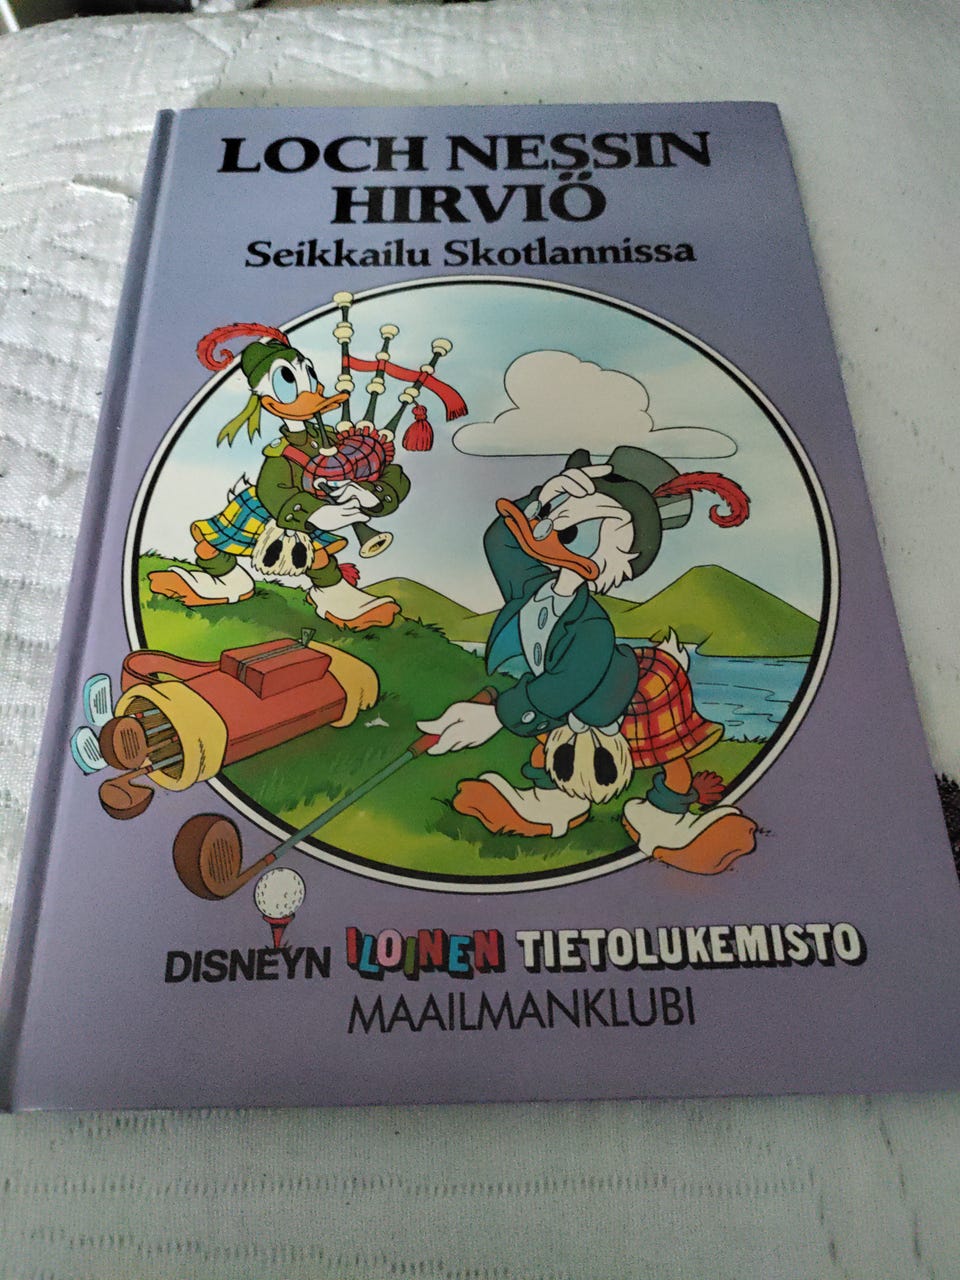 LOCH NESSIN
HIRVIÖ
Seikkailu Skotlannissa
DISNEYN ILOINEN TIETOLUKEMISTO
MAAILMANKLUBI